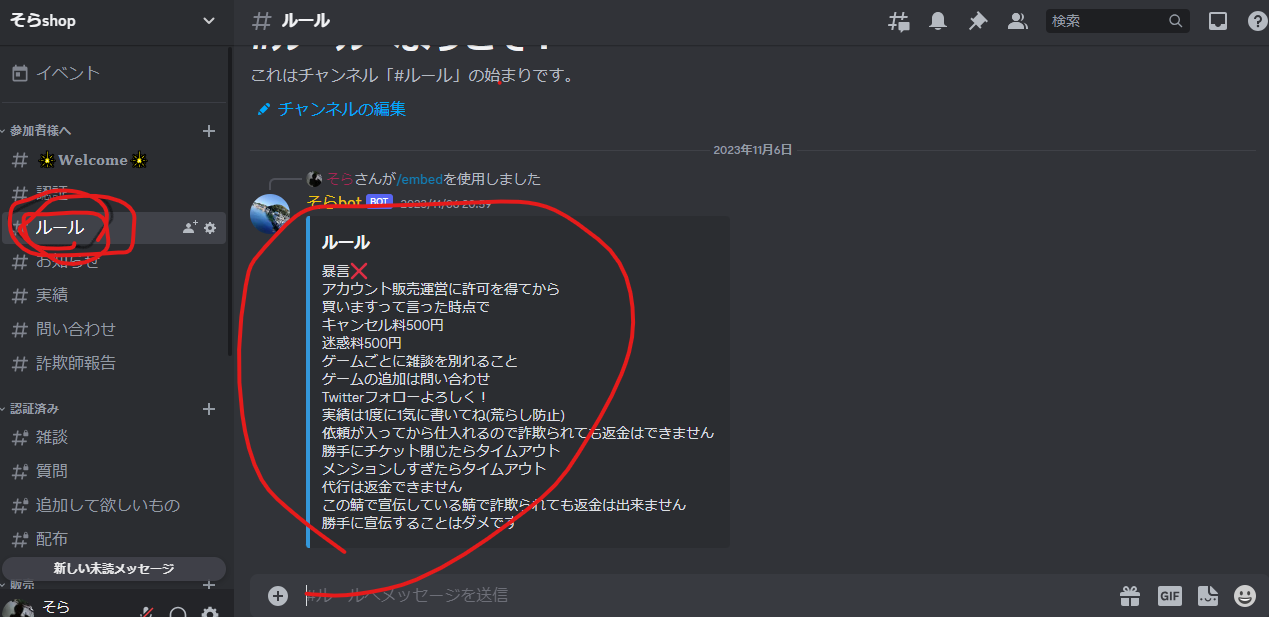 そらshop
イベント
参加者様へ
Welcome
認証
ルール
お知らせ
実績
問い合わせ
詐欺師報告
認証済み
雑談
質問
追加して欲しいもの
配布
新しい未読メッセージ
販売
そら
ルール
検索
#ルールへようこそ！
これはチャンネル「#ルール」の始まりです。
チャンネルの編集
2023年11月6日
そらさんが/embedを使用しました
そらbot BOT 2023/11/06 20:59
ルール
暴言❌
アカウント販売運営に許可を得てから
買いますって言った時点で
キャンセル料500円
迷惑料500円
ゲームごとに雑談を別れること
ゲームの追加は問い合わせ
Twitterフォローよろしく！
実績は1度に1気に書いてね(荒らし防止)
依頼が入ってから仕入れるので詐欺られても返金はできません
勝手にチケット閉じたらタイムアウト
メンションしすぎたらタイムアウト
代行は返金できません
この鯖で宣伝している鯖で詐欺られても返金は出来ません
勝手に宣伝することはダメです
#ルールへメッセージを送信
GIF